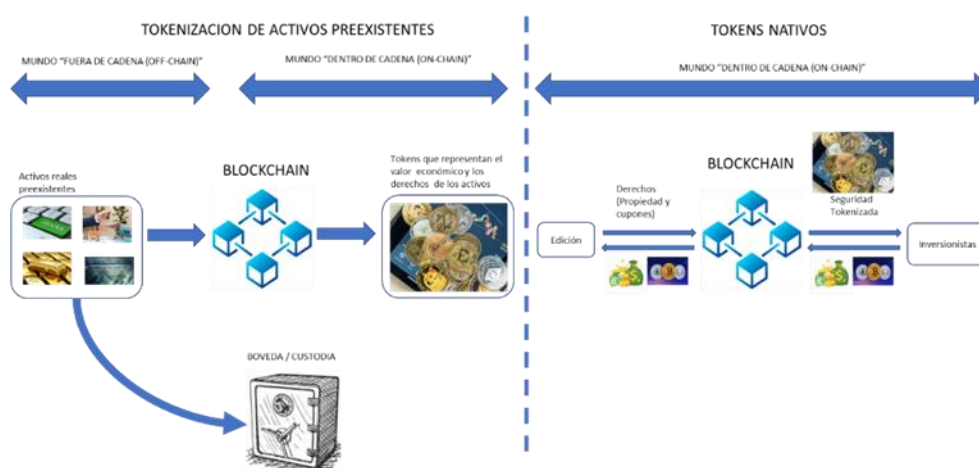 TOKENIZACION DE ACTIVOS PREEXISTENTES
MUNDO "FUERA DE CADENA (OFF-CHAIN)"
MUNDO "DENTRO DE CADENA (ON-CHAIN)"
Activos reales
preexistentes
BLOCKCHAIN
Tokens que representan el
valor económico y los
derechos de los activos
BOVEDA / CUSTODIA
TOKENS NATIVOS
MUNDO "DENTRO DE CADENA (ON-CHAIN)"
Edición
Derechos
(Propiedad y
cupones)
BLOCKCHAIN
Seguridad
Tokenizada
Inversionistas